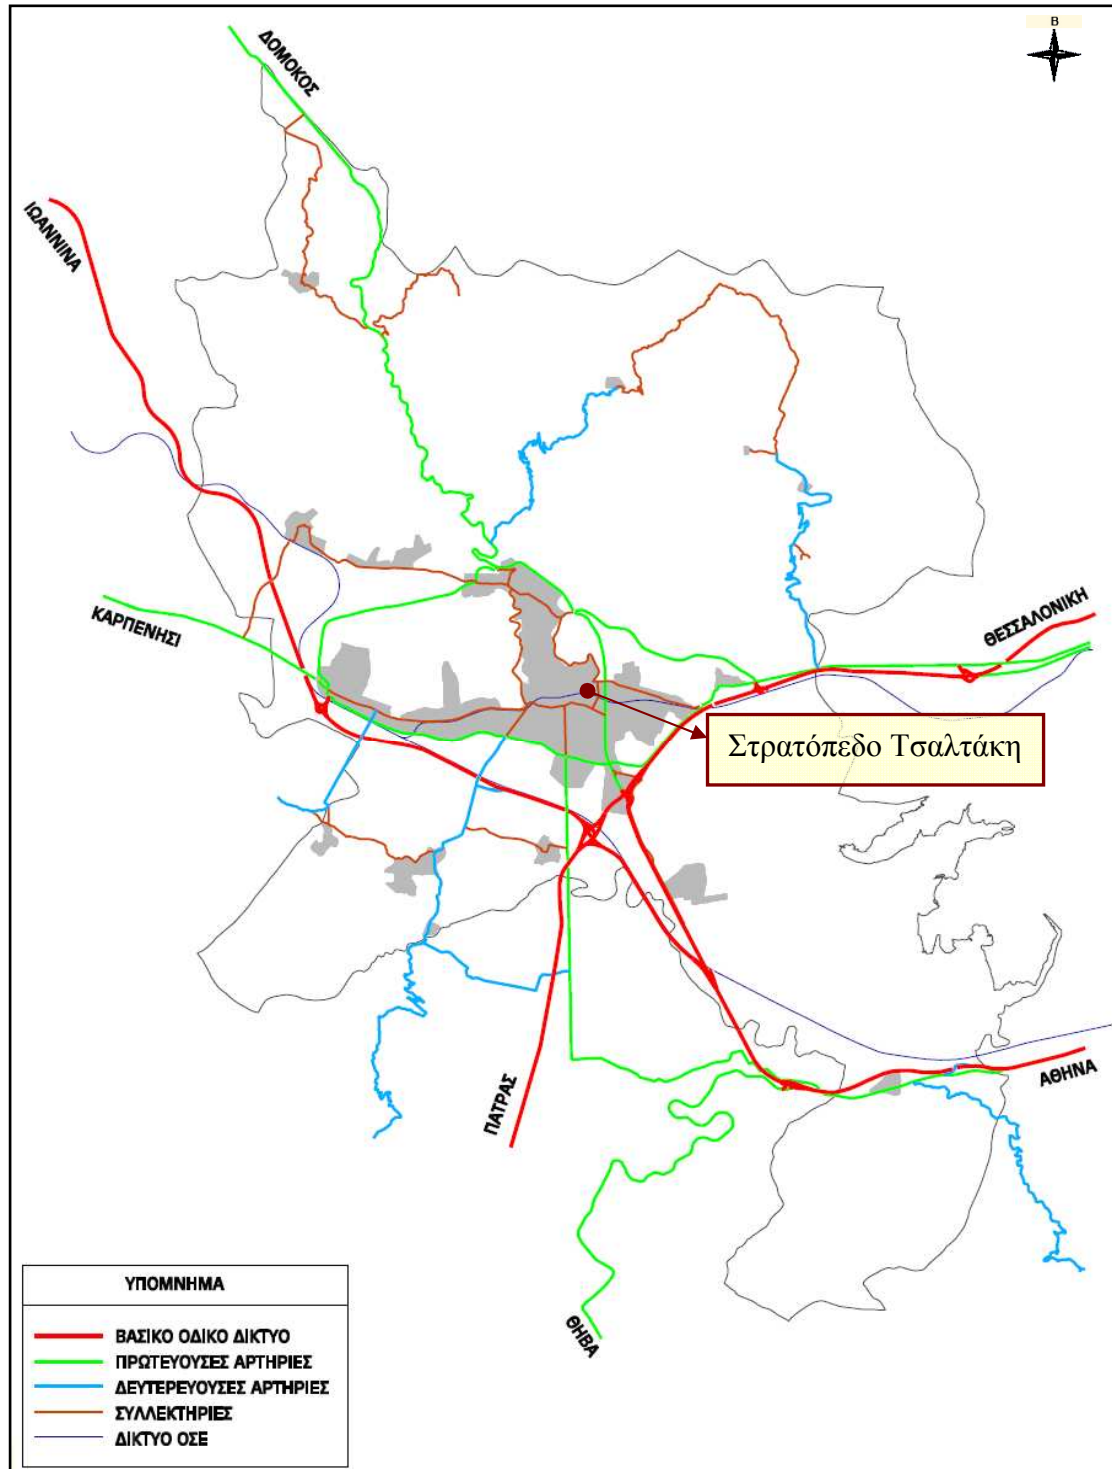 Β
ΔΟΜΟΚΟΣ
ΙΩΑΝΝΙΝΑ
ΚΑΡΠΕΝΗΣΙ
ΘΕΣΣΑΛΟΝΙΚΗ
Στρατόπεδο Τσαλτάκη
ΑΘΗΝΑ
ΠΑΤΡΑΣ
ΘΗΒΑ
ΥΠΟΜΝΗΜΑ
ΒΑΣΙΚΟ ΟΔΙΚΟ ΔΙΚΤΥΟ
ΠΡΩΤΕΥΟΥΣΕΣ ΑΡΤΗΡΙΕΣ
ΔΕΥΤΕΡΕΥΟΥΣΕΣ ΑΡΤΗΡΙΕΣ
ΣΥΛΛΕΚΤΗΡΙΕΣ
ΔΙΚΤΥΟ ΟΣΕ